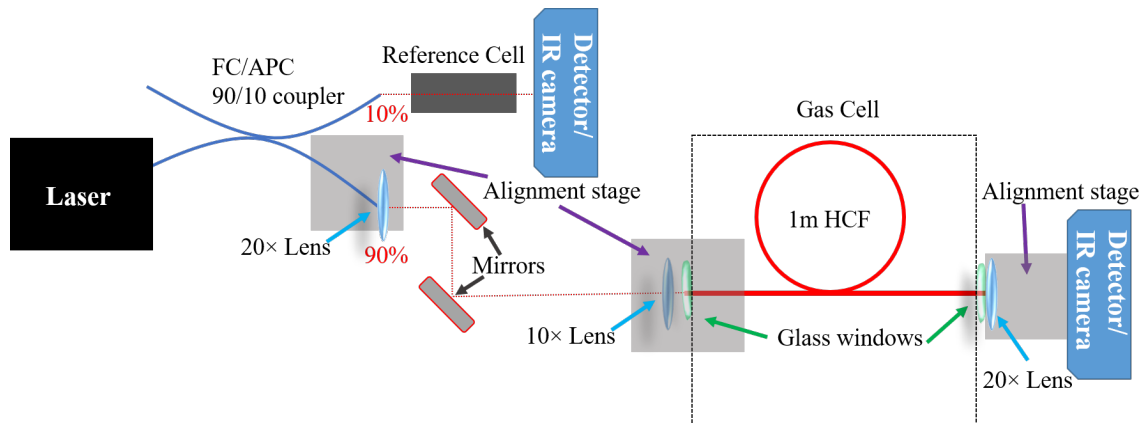 FC/APC
90/10 coupler
Reference Cell
Detector/
IR camera
10%
Laser
20× Lens
90%
Alignment stage
Mirrors
10× Lens
Gas Cell
1m HCF
Glass windows
Alignment stage
20× Lens
Detector/
IR camera